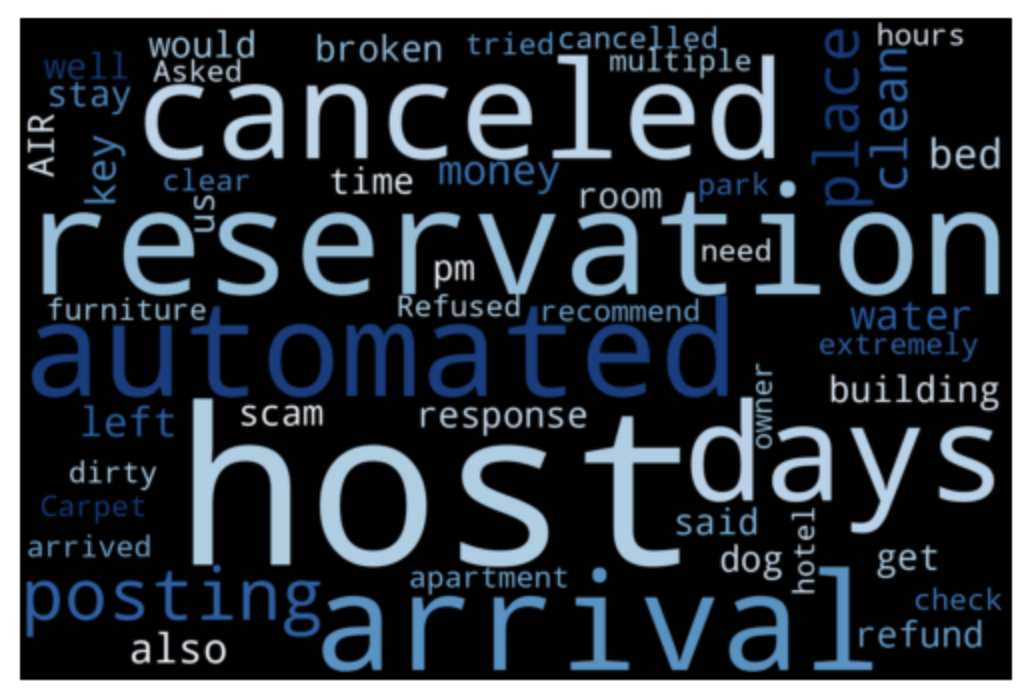 would
broken
tried
cancelled
hours
well
Asked
multiple
place
clean
stay
canceled
AIR
key
bed
clear
time
money
room
park
us
reservation
need
pm
furniture
Refused
recommend
automated
water
extremely
owner
building
left
scam
response
host
days
dirty
Carpet
said
hotel
arrived
dog
get
posting
apartment
arrival
check
also
refund